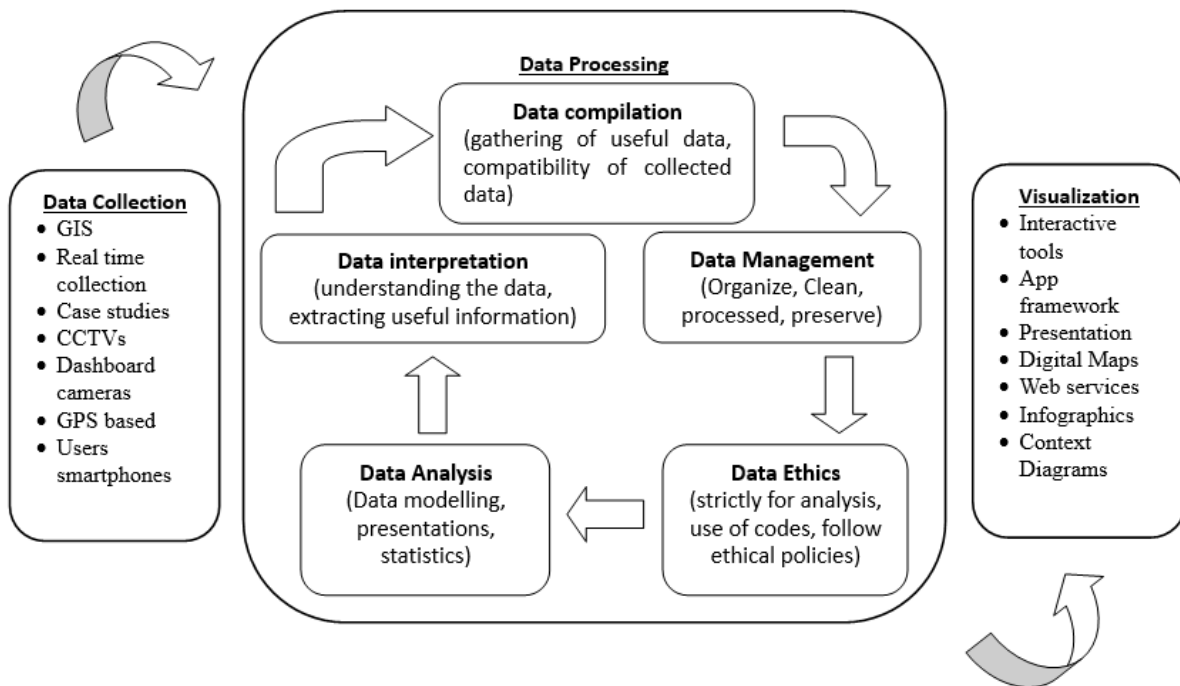 Data Collection
• GIS
• Real time
collection
• Case studies
• CCTVs
• Dashboard
cameras
• GPS based
• Users
smartphones
Data Processing
Data compilation
(gathering of useful data,
compatibility of collected
data)
Data Management
(Organize, Clean,
processed, preserve)
Data Ethics
(strictly for analysis,
use of codes, follow
ethical policies)
Data Analysis
(Data modelling,
presentations,
statistics)
Data interpretation
(understanding the data,
extracting useful information)
Visualization
• Interactive
tools
• App
framework
• Presentation
• Digital Maps
• Web services
• Infographics
• Context
Diagrams